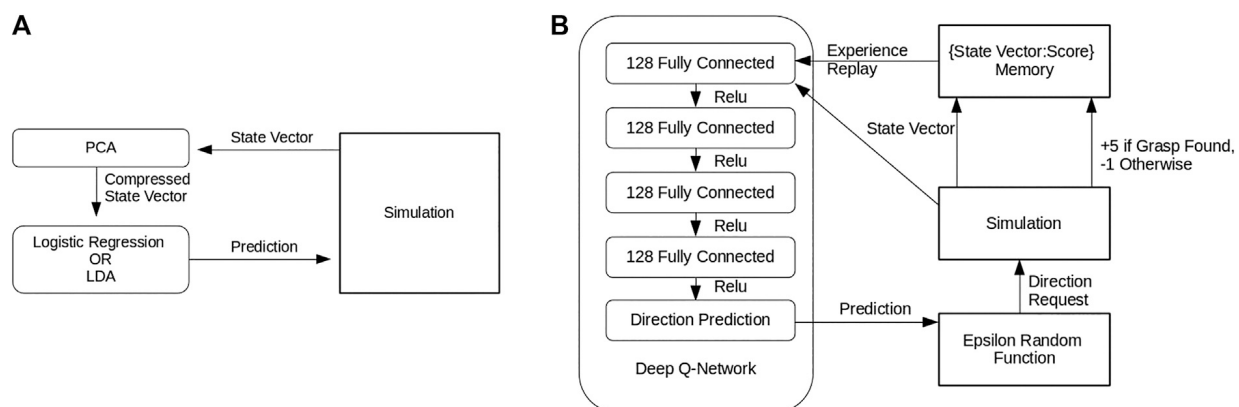 A
PCA
State Vector
Compressed
State Vector
Logistic Regression
OR
LDA
Prediction
Simulation
B
128 Fully Connected
Relu
128 Fully Connected
Relu
128 Fully Connected
Relu
128 Fully Connected
Relu
Direction Prediction
Deep Q-Network
Experience
Replay
{State Vector:Score}
Memory
State Vector
+5 if Grasp Found,
-1 Otherwise
Simulation
Direction
Request
Prediction
Epsilon Random
Function